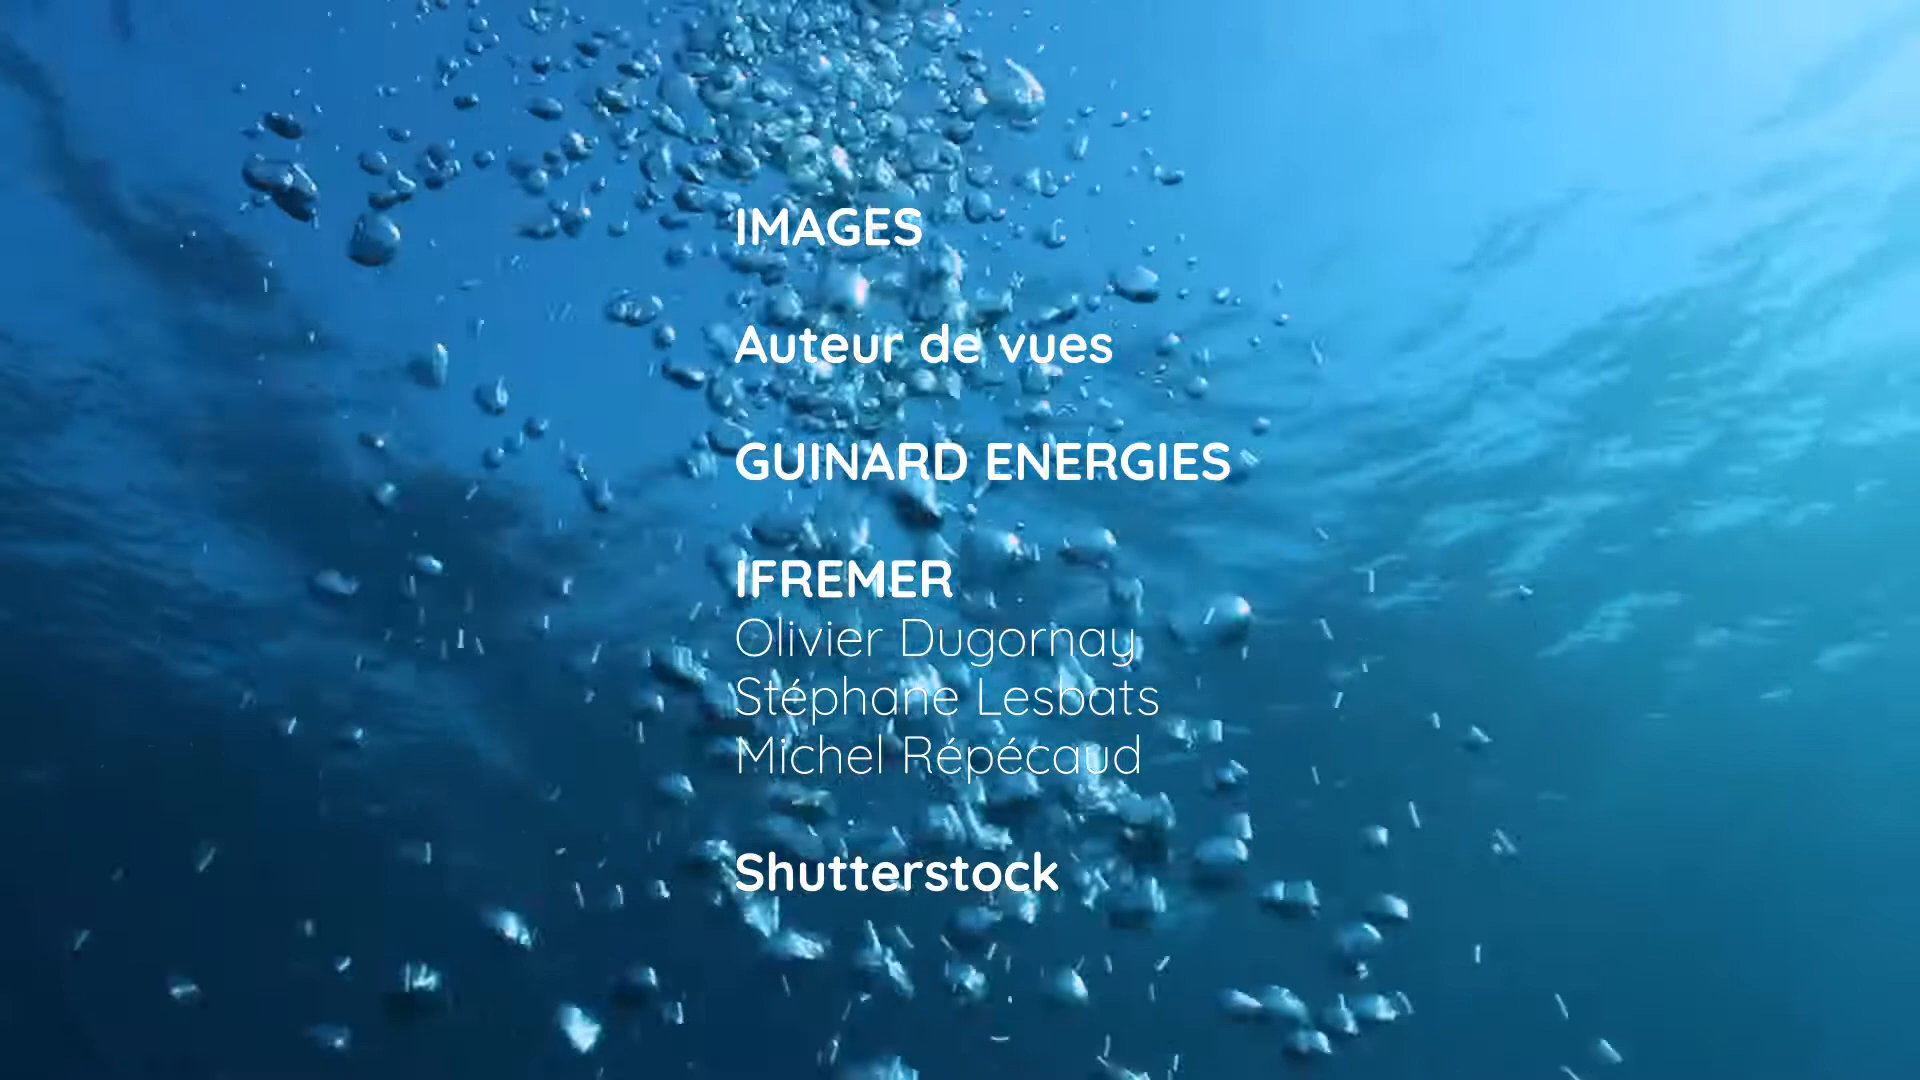 IMAGES
Auteur de vues
GUINARD ENERGIES
IFREMER
Olivier Dugornay
Stéphane Lesbats
Michel Répécaud
Shutterstock